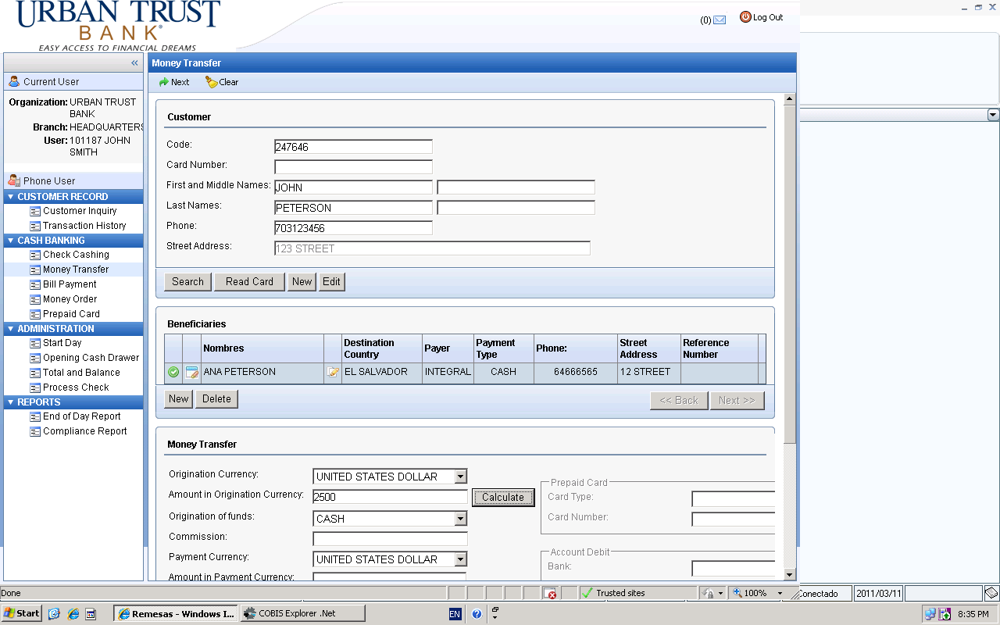 URBAN TRUST
BANK
EASY ACCESS TO FINANCIAL DREAMS
(0)
Log Out
«
Current User
Organization: URBAN TRUST
BANK
Branch: HEADQUARTERS
User: 101187 JOHN
SMITH
Phone User
CUSTOMER RECORD
Customer Inquiry
Transaction History
CASH BANKING
Check Cashing
Money Transfer
Bill Payment
Money Order
Prepaid Card
ADMINISTRATION
Start Day
Opening Cash Drawer
Total and Balance
Process Check
REPORTS
End of Day Report
Compliance Report
Money Transfer
Next Clear
Customer
Code: 247646
Card Number:
First and Middle Names: JOHN
Last Names: PETERSON
Phone: 703123456
Street Address: 123 STREET
Search Read Card New Edit
Beneficiaries
Nombres Destination Country Payer Payment Type Phone: Street Address Reference Number
ANA PETERSON EL SALVADOR INTEGRAL CASH 64666565 12 STREET
New Delete << Back Next >>
Money Transfer
Origination Currency: UNITED STATES DOLLAR
Amount in Origination Currency: 2500 Calculate
Origination of funds: CASH
Commission:
Payment Currency: UNITED STATES DOLLAR
Amount in Payment Currency:
Prepaid Card
Card Type:
Card Number:
Account Debit
Bank:
Done Trusted sites 100% Conectado 2011/03/11
Start Remesas - Windows I... COBIS Explorer .Net EN 8:35 PM